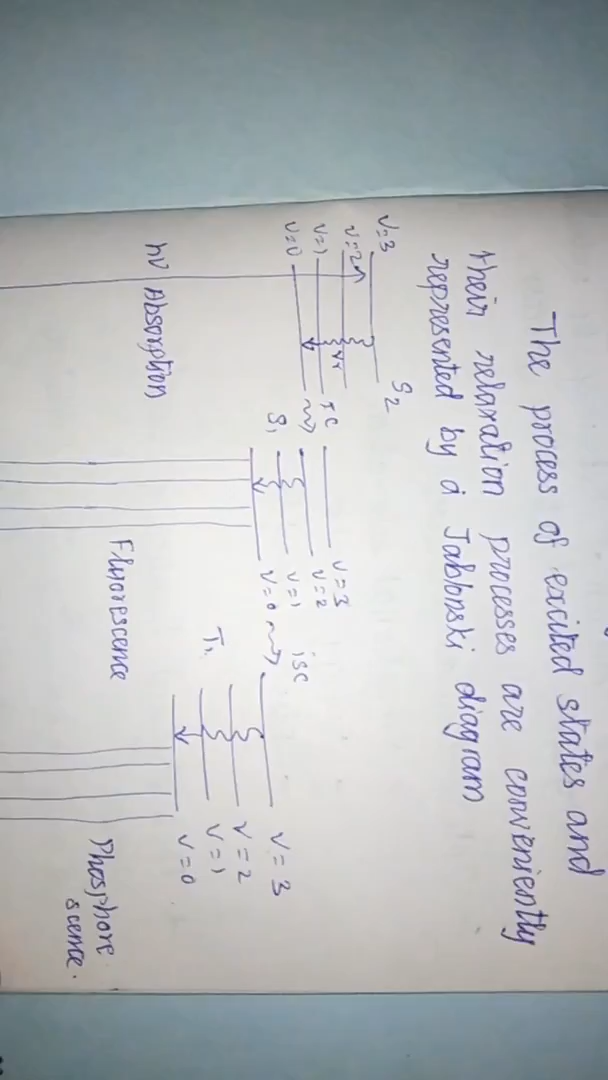 The process of excited states and
their relaxation processes are conveniently
represented by a Jablonski diagram
S2
V=3
V=2
V=1
V=0
Vr
IC
S1
V=3
V=2
V=1
V=0
isc
T1
V=3
V=2
V=1
V=0
hν Absorption
Fluorescence
Phosphore
scence.